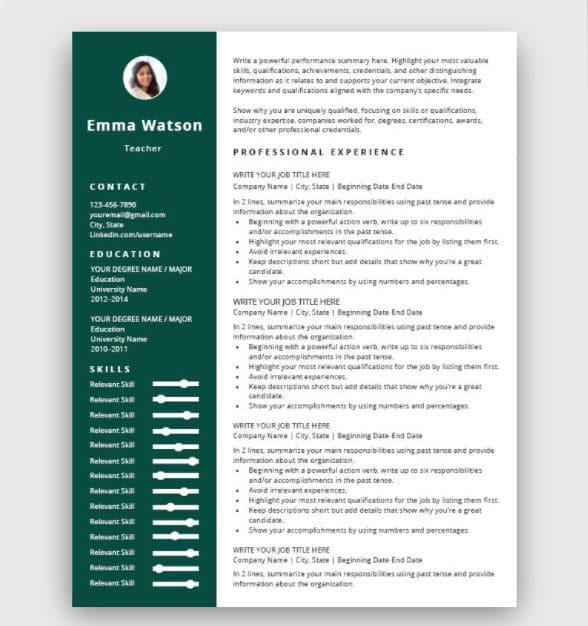 Emma Watson
Teacher
CONTACT
123-456-7890
youremail@gmail.com
City, State
Linkedin.com/username
EDUCATION
YOUR DEGREE NAME / MAJOR
Education
University Name
2012-2014
YOUR DEGREE NAME / MAJOR
Education
University Name
2010-2011
SKILLS
Relevant Skill
Relevant Skill
Relevant Skill
Relevant Skill
Relevant Skill
Relevant Skill
Relevant Skill
Relevant Skill
Relevant Skill
Relevant Skill
Relevant Skill
Relevant Skill
Relevant Skill
Relevant Skill
Write a powerful performance summary here. Highlight your most valuable
skills, qualifications, achievements, credentials, and other distinguishing
information as it relates to and supports your current objective. Integrate
keywords and qualifications aligned with the company's specific needs.
Show why you are uniquely qualified, focusing on skills or qualifications,
industry expertise, companies worked for, degrees, certifications, awards,
and/or other professional credentials.
PROFESSIONAL EXPERIENCE
WRITE YOUR JOB TITLE HERE
Company Name | City, State | Beginning Date-End Date
In 2 lines, summarize your main responsibilities using past tense and provide
information about the organization.
• Beginning with a powerful action verb, write up to six responsibilities
and/or accomplishments in the past tense.
• Highlight your most relevant qualifications for the job by listing them first.
• Avoid irrelevant experiences.
• Keep descriptions short but add details that show why you're a great
candidate.
• Show your accomplishments by using numbers and percentages.
WRITE YOUR JOB TITLE HERE
Company Name | City, State | Beginning Date-End Date
In 2 lines, summarize your main responsibilities using past tense and provide
information about the organization.
• Beginning with a powerful action verb, write up to six responsibilities
and/or accomplishments in the past tense.
• Highlight your most relevant qualifications for the job by listing them first.
• Avoid irrelevant experiences.
• Keep descriptions short but add details that show why you're a great
candidate.
• Show your accomplishments by using numbers and percentages.
WRITE YOUR JOB TITLE HERE
Company Name | City, State | Beginning Date-End Date
In 2 lines, summarize your main responsibilities using past tense and provide
information about the organization.
• Beginning with a powerful action verb, write up to six responsibilities
and/or accomplishments in the past tense.
• Avoid irrelevant experiences.
• Highlight your most relevant qualifications for the job by listing them first.
• Keep descriptions short but add details that show why you're a great
candidate.
• Show your accomplishments by using numbers and percentages.
WRITE YOUR JOB TITLE HERE
Company Name | City, State | Beginning Date-End Date
In 2 lines, summarize your main responsibilities using past tense and provide
information about the organization.